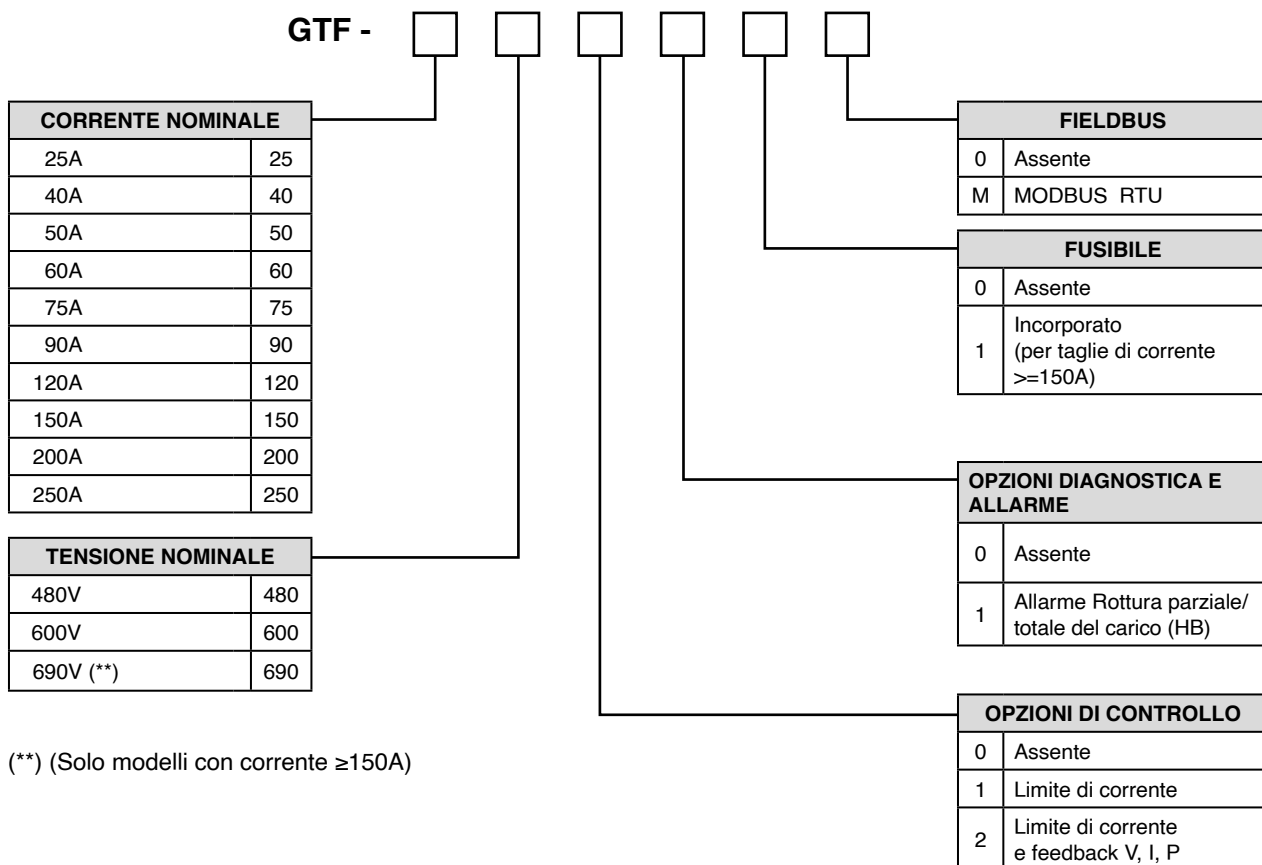 GTF -
CORRENTE NOMINALE
25A 25
40A 40
50A 50
60A 60
75A 75
90A 90
120A 120
150A 150
200A 200
250A 250
TENSIONE NOMINALE
480V 480
600V 600
690V (**) 690
(**) (Solo modelli con corrente ≥150A)
FIELDBUS
0 Assente
M MODBUS RTU
FUSIBILE
0 Assente
1 Incorporato
(per taglie di corrente
>=150A)
OPZIONI DIAGNOSTICA E
ALLARME
0 Assente
1 Allarme Rottura parziale/
totale del carico (HB)
OPZIONI DI CONTROLLO
0 Assente
1 Limite di corrente
2 Limite di corrente
e feedback V, I, P